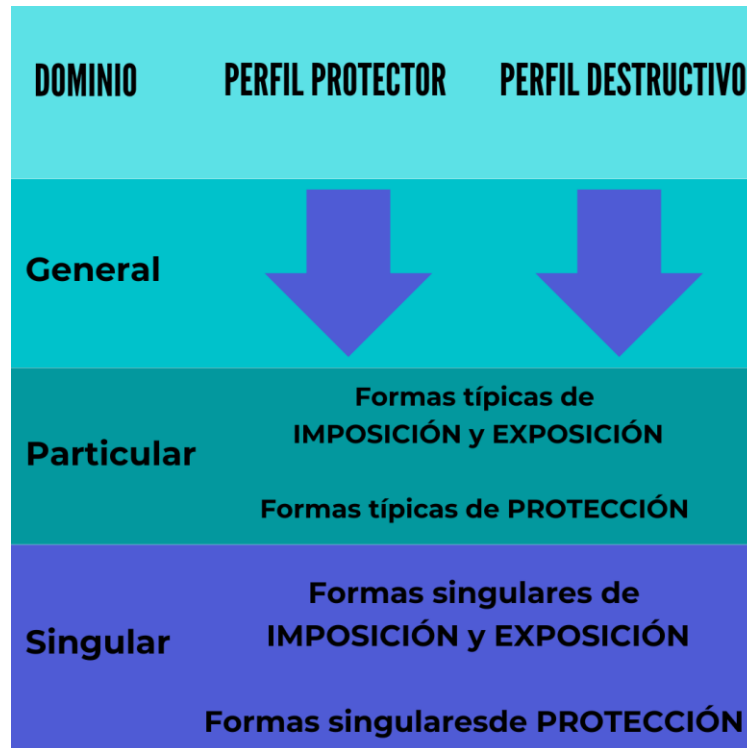 DOMINIO PERFIL PROTECTOR PERFIL DESTRUCTIVO
General
Formas típicas de
IMPOSICIÓN y EXPOSICIÓN
Particular
Formas típicas de PROTECCIÓN
Formas singulares de
IMPOSICIÓN y EXPOSICIÓN
Singular
Formas singularesde PROTECCIÓN